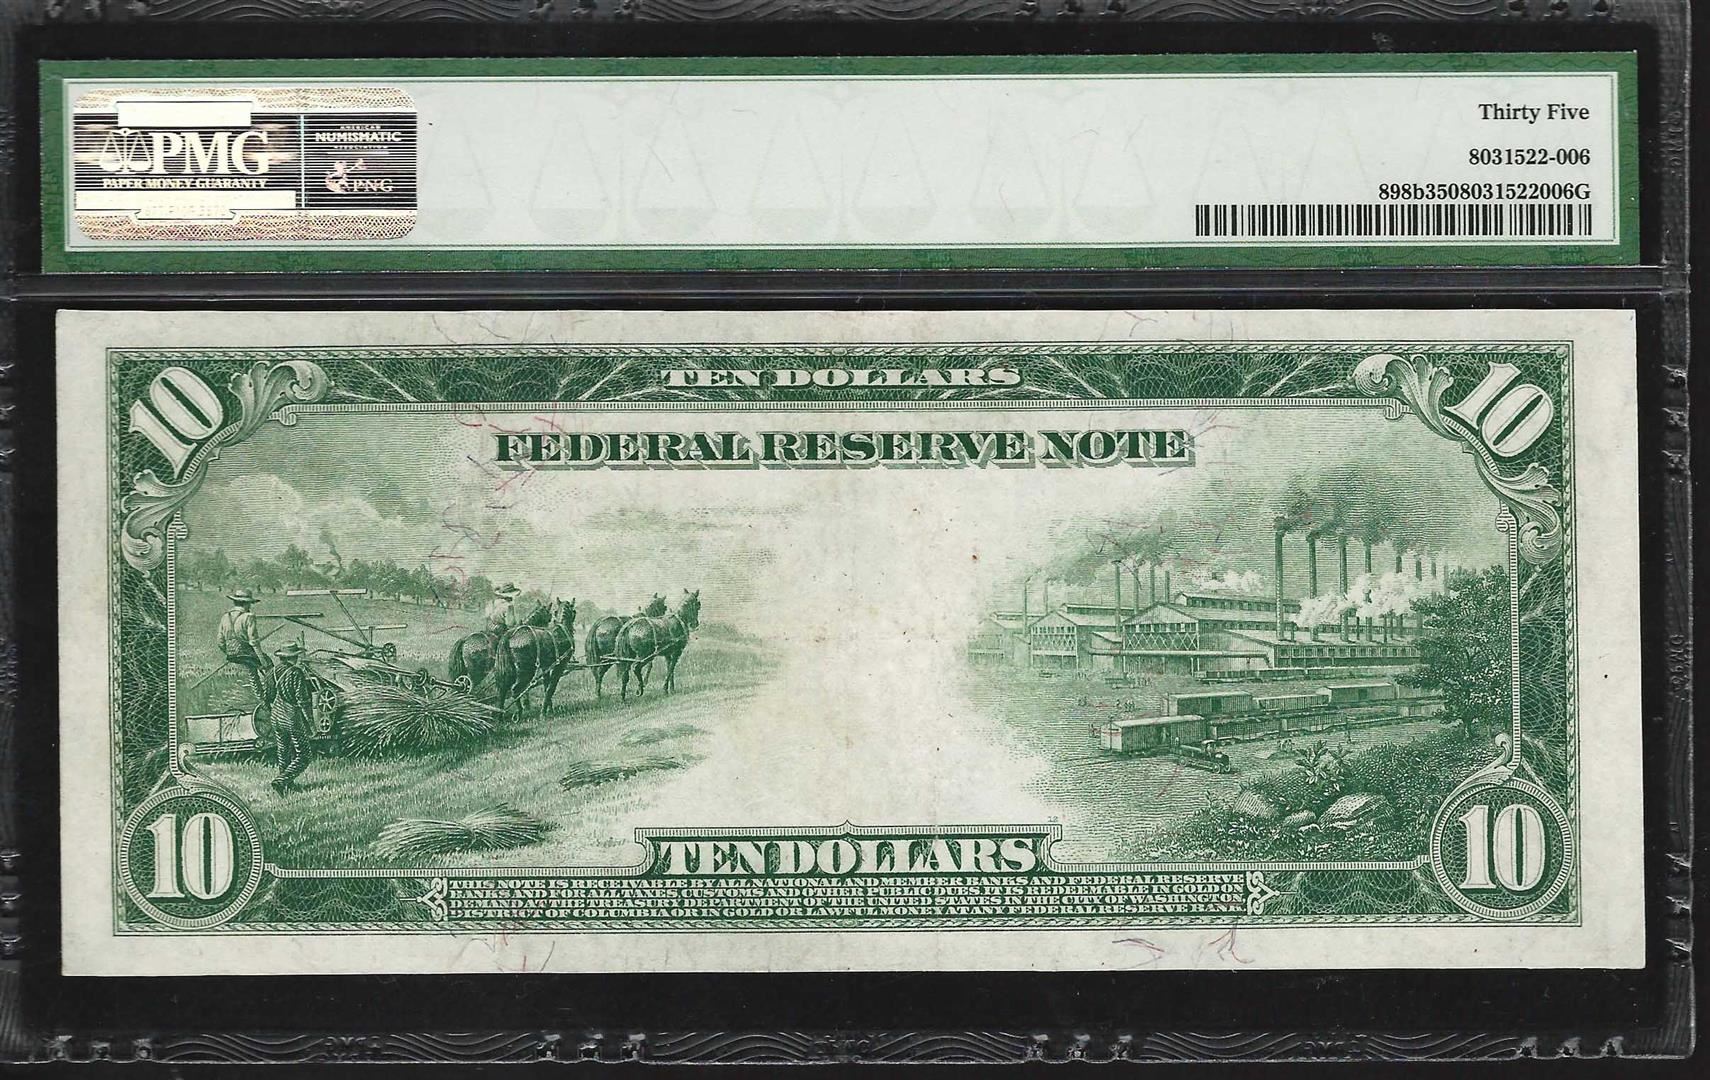 PMG
PAPER MONEY GUARANTY
AMERICAN
NUMISMATIC
ASSOCIATION
PNG
Thirty Five
8031522-006
898b3508031522006G
10
TEN DOLLARS
10
FEDERAL RESERVE NOTE
12
10
TEN DOLLARS
10
THIS NOTE IS RECEIVABLE BY ALL NATIONAL AND MEMBER BANKS AND FEDERAL RESERVE
BANKS AND FOR ALL TAXES CUSTOMS AND OTHER PUBLIC DUES. IT IS REDEEMABLE IN GOLD ON
DEMAND AT THE TREASURY DEPARTMENT OF THE UNITED STATES IN THE CITY OF WASHINGTON,
DISTRICT OF COLUMBIA OR IN GOLD OR LAWFUL MONEY AT ANY FEDERAL RESERVE BANK.